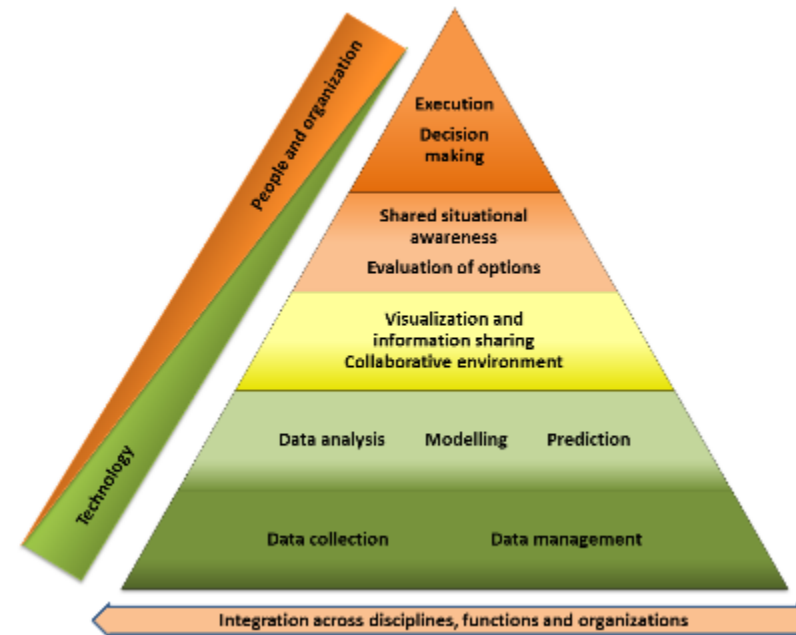 People and organization
Technology
Execution
Decision
making
Shared situational
awareness
Evaluation of options
Visualization and
information sharing
Collaborative environment
Data analysis Modelling Prediction
Data collection Data management
Integration across disciplines, functions and organizations